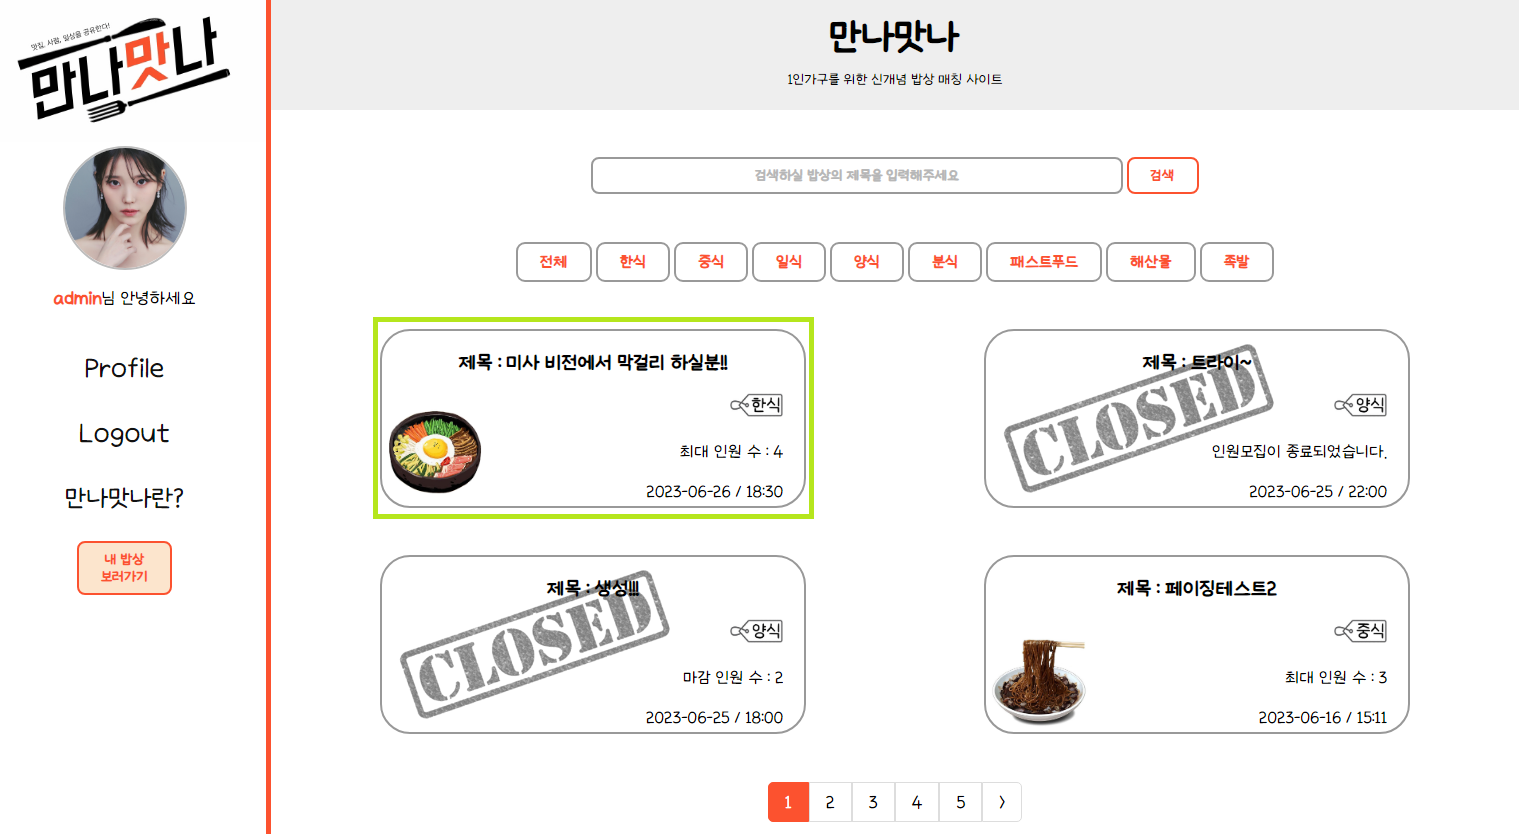 맛집, 사람, 일상을 공유한다!
만나맛나
admin님 안녕하세요
Profile
Logout
만나맛나란?
내 밥상
보러가기
만나맛나
1인가구를 위한 신개념 밥상 매칭 사이트
검색하실 밥상의 제목을 입력해주세요
검색
전체
한식
중식
일식
양식
분식
패스트푸드
해산물
족발
제목 : 미사 비전에서 막걸리 하실분!!
한식
최대 인원 수 : 4
2023-06-26 / 18:30
제목 : 트라이~
CLOSED
양식
인원모집이 종료되었습니다.
2023-06-25 / 22:00
제목 : 생성!!!
CLOSED
양식
마감 인원 수 : 2
2023-06-25 / 18:00
제목 : 페이징테스트2
중식
최대 인원 수 : 3
2023-06-16 / 15:11
1 2 3 4 5 >